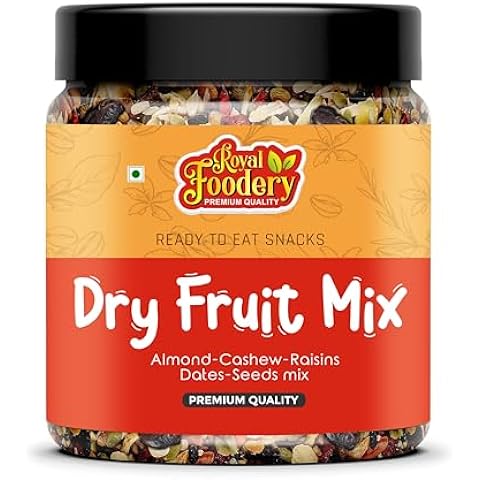 Royal
Foodery
PREMIUM QUALITY
READY TO EAT SNACKS
Dry Fruit Mix
Almond-Cashew-Raisins
Dates-Seeds mix
PREMIUM QUALITY